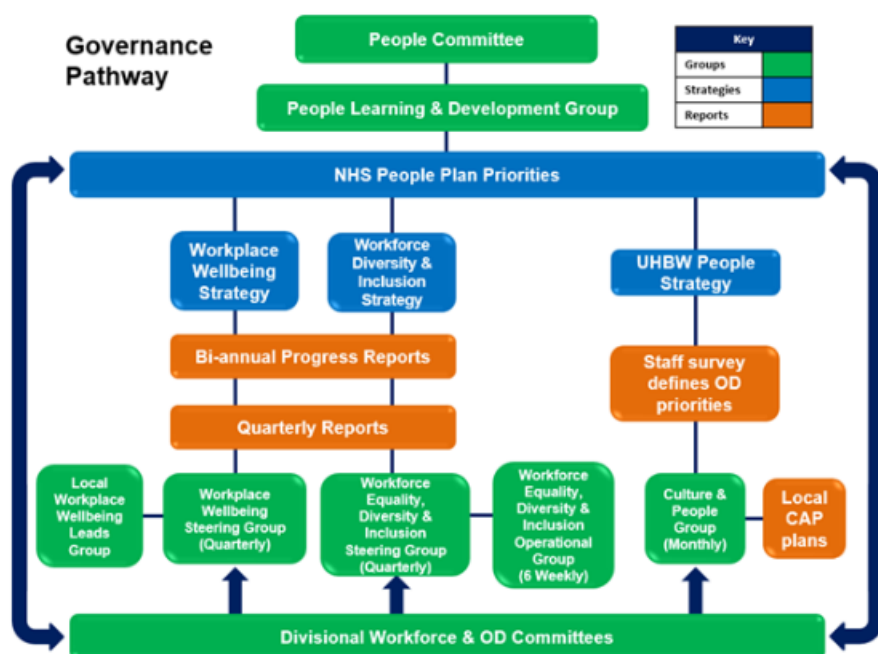 Governance
Pathway
People Committee
Key
Groups
Strategies
Reports
People Learning & Development Group
NHS People Plan Priorities
Workplace
Wellbeing
Strategy
Workforce
Diversity &
Inclusion
Strategy
UHBW People
Strategy
Bi-annual Progress Reports
Staff survey
defines OD
priorities
Quarterly Reports
Local
Workplace
Wellbeing
Leads
Group
Workplace
Wellbeing
Steering Group
(Quarterly)
Workforce
Equality,
Diversity &
Inclusion
Steering Group
(Quarterly)
Workforce
Equality,
Diversity &
Inclusion
Operational
Group
(6 Weekly)
Culture &
People
Group
(Monthly)
Local
CAP
plans
Divisional Workforce & OD Committees